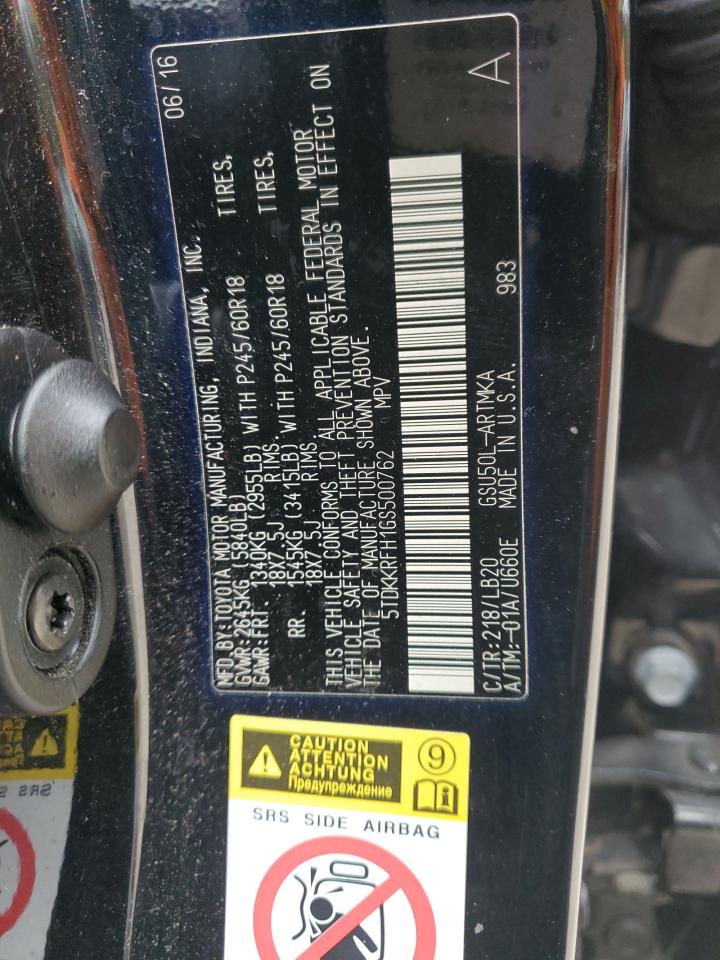 06/16
MFD BY:TOYOTA MOTOR MANUFACTURING, INDIANA, INC.
GVWR:2645KG (5840LB)
GAWR:FRT. 1340KG (2955LB) WITH P245/60R18 TIRES,
18X7.5J RIMS.
RR. 1545KG (3415LB) WITH P245/60R18 TIRES,
18X7.5J RIMS.
THIS VEHICLE CONFORMS TO ALL APPLICABLE FEDERAL MOTOR
VEHICLE SAFETY AND THEFT PREVENTION STANDARDS IN EFFECT ON
THE DATE OF MANUFACTURE SHOWN ABOVE.
5TDKKRFH1GS500762 MPV
C/TR:218/LB20 GSU50L-ARTMKA 983
A/TM:-01A/U660E MADE IN U.S.A.
A
CAUTION
ATTENTION
ACHTUNG
Предупреждение
9
i
SRS SIDE AIRBAG
SRS S